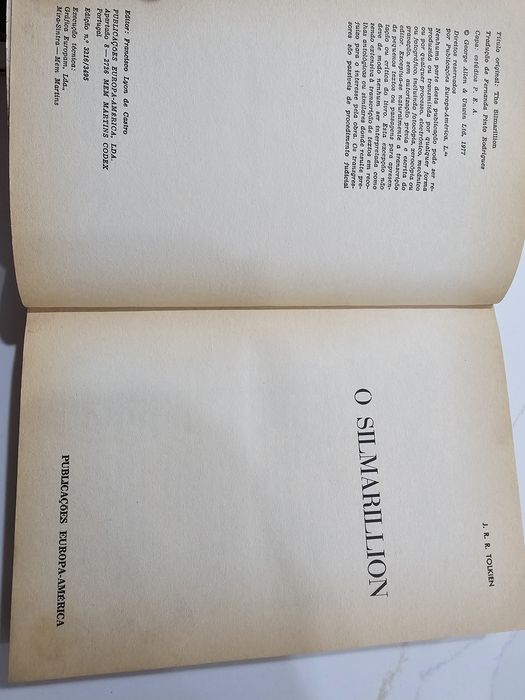 Título original: The Silmarillion
Tradução de Fernanda Pinto Rodrigues
Capa: estúdios P. E. A.
© George Allen & Unwin Ltd. 1977
Direitos reservados
por Publicações Europa-América, Lda.
Nenhuma parte desta publicação pode ser re-
produzida ou transmitida por qualquer forma
ou por qualquer processo, electrónico, mecânico
ou fotográfico, incluindo fotocópia, xerocópia ou
gravação, sem autorização prévia e escrita do
editor. Exceptua-se naturalmente a transcrição
de pequenos textos ou passagens para apresen-
tação ou crítica do livro. Esta excepção não
deve de modo nenhum ser interpretada como
sendo extensiva à transcrição de textos em reco-
lhas antológicas ou similares donde resulte pre-
juízo para o interesse pela obra. Os transgres-
sores são passíveis de procedimento judicial
Editor: Francisco Lyon de Castro
PUBLICAÇÕES EUROPA-AMÉRICA, LDA.
Apartado 8 — 2726 MEM MARTINS CODEX
Portugal
Edição n.º 3216/3495
Execução técnica:
Gráfica Europam, Lda.,
Mira-Sintra — Mem Martins
J. R. R. TOLKIEN
O SILMARILLION
PUBLICAÇÕES EUROPA-AMÉRICA